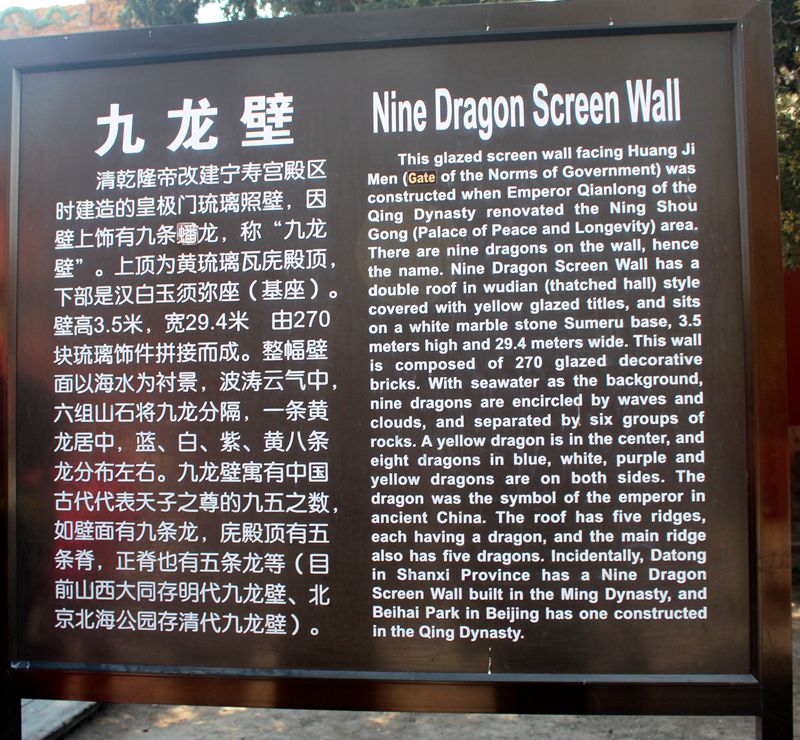 九龙壁
清乾隆帝改建宁寿宫殿区
时建造的皇极门琉璃照壁，因
壁上饰有九条蟠龙，称“九龙
壁”。上顶为黄琉璃瓦庑殿顶，
下部是汉白玉须弥座（基座）。
壁高3.5米，宽29.4米 由270
块琉璃饰件拼接而成。整幅壁
面以海水为衬景，波涛云气中，
六组山石将九龙分隔，一条黄
龙居中，蓝、白、紫、黄八条
龙分布左右。九龙壁寓有中国
古代代表天子之尊的九五之数，
如壁面有九条龙，庑殿顶有五
条脊，正脊也有五条龙等（目
前山西大同存明代九龙壁、北
京北海公园存清代九龙壁）。
Nine Dragon Screen Wall
This glazed screen wall facing Huang Ji
Men (Gate of the Norms of Government) was
constructed when Emperor Qianlong of the
Qing Dynasty renovated the Ning Shou
Gong (Palace of Peace and Longevity) area.
There are nine dragons on the wall, hence
the name. Nine Dragon Screen Wall has a
double roof in wudian (thatched hall) style
covered with yellow glazed titles, and sits
on a white marble stone Sumeru base, 3.5
meters high and 29.4 meters wide. This wall
is composed of 270 glazed decorative
bricks. With seawater as the background,
nine dragons are encircled by waves and
clouds, and separated by six groups of
rocks. A yellow dragon is in the center, and
eight dragons in blue, white, purple and
yellow dragons are on both sides. The
dragon was the symbol of the emperor in
ancient China. The roof has five ridges,
each having a dragon, and the main ridge
also has five dragons. Incidentally, Datong
in Shanxi Province has a Nine Dragon
Screen Wall built in the Ming Dynasty, and
Beihai Park in Beijing has one constructed
in the Qing Dynasty.